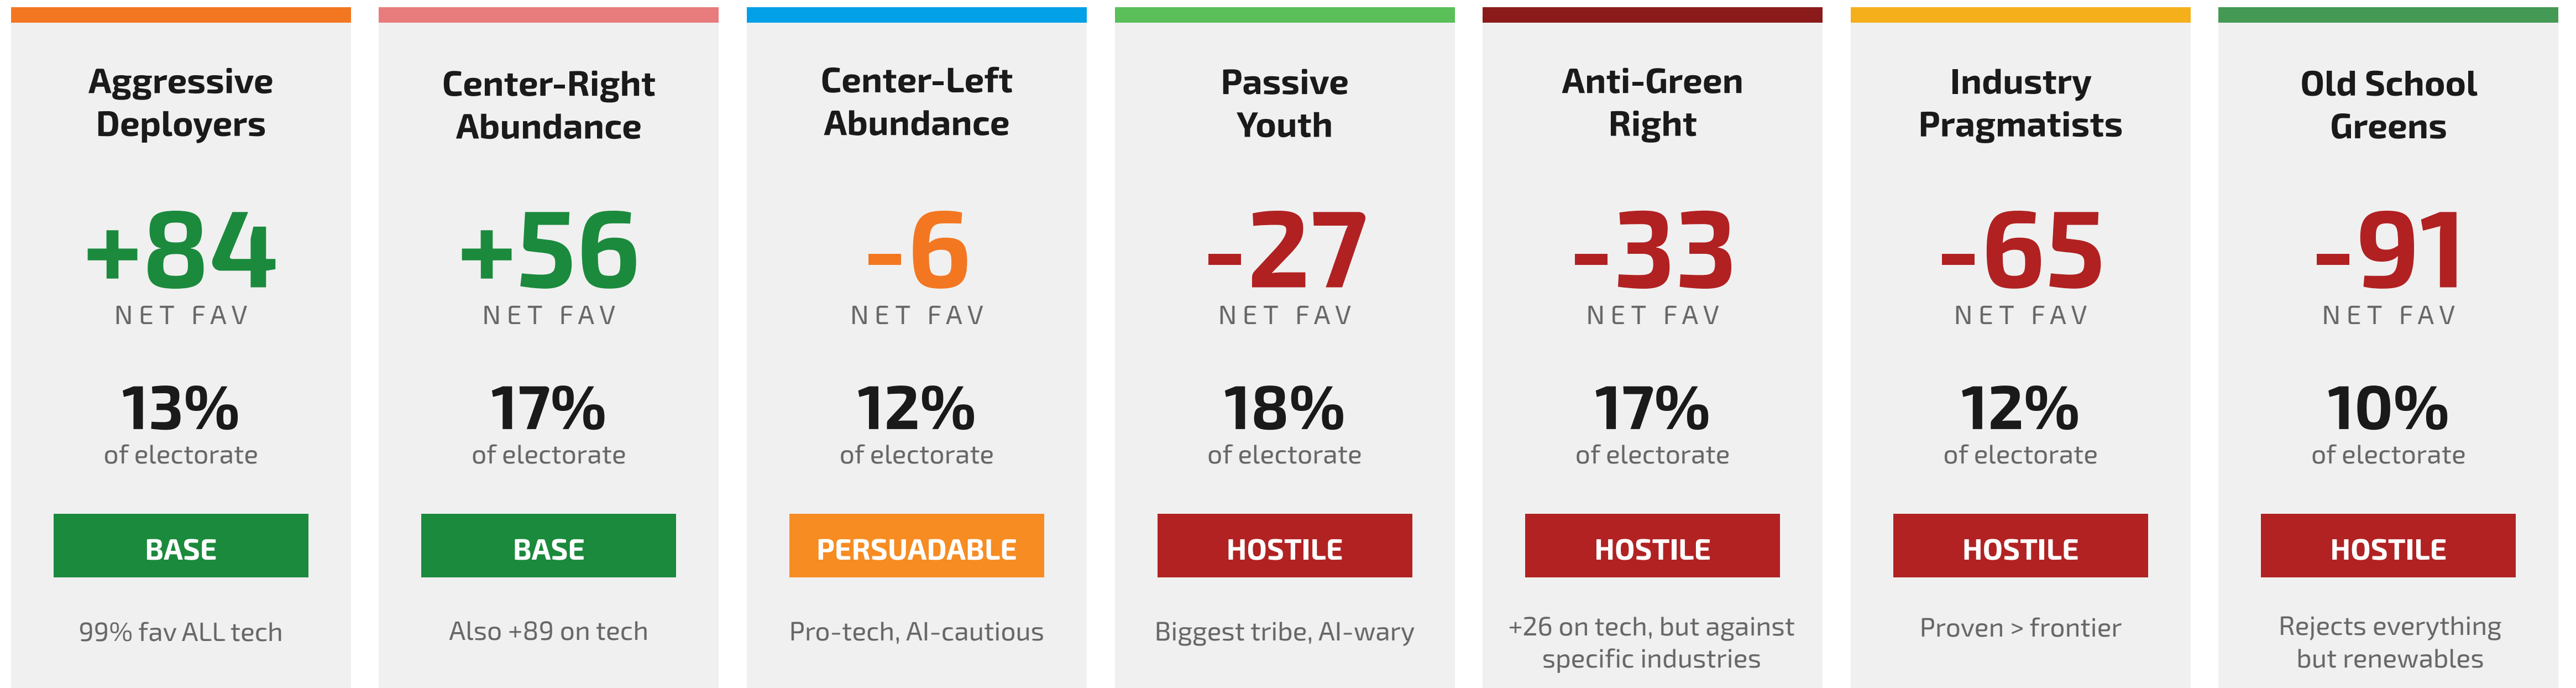 Aggressive
Deployers
+84
NET FAV
13%
of electorate
BASE
99% fav ALL tech
Center-Right
Abundance
+56
NET FAV
17%
of electorate
BASE
Also +89 on tech
Center-Left
Abundance
-6
NET FAV
12%
of electorate
PERSUADABLE
Pro-tech, AI-cautious
Passive
Youth
-27
NET FAV
18%
of electorate
HOSTILE
Biggest tribe, AI-wary
Anti-Green
Right
-33
NET FAV
17%
of electorate
HOSTILE
+26 on tech, but against
specific industries
Industry
Pragmatists
-65
NET FAV
12%
of electorate
HOSTILE
Proven > frontier
Old School
Greens
-91
NET FAV
10%
of electorate
HOSTILE
Rejects everything
but renewables